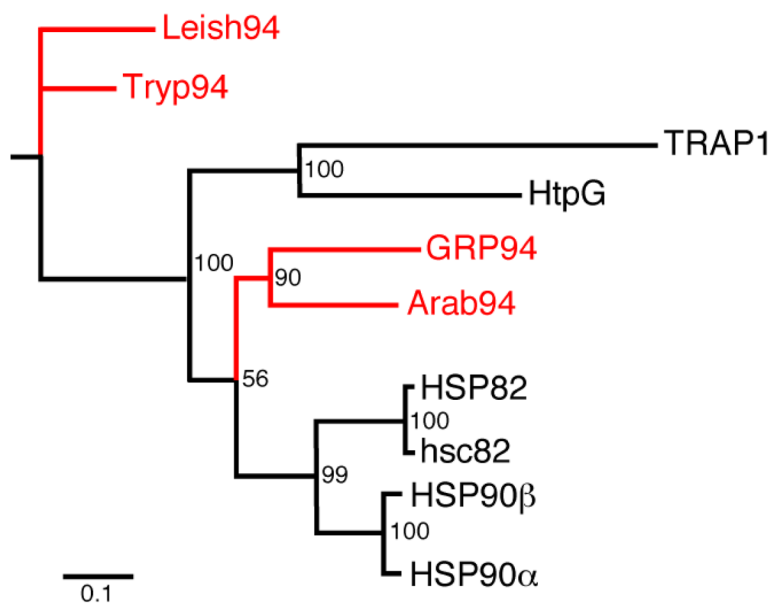 Leish94
Tryp94
TRAP1
100
HtpG
GRP94
100
90
Arab94
56
HSP82
100
hsc82
99
HSP90β
100
HSP90α
0.1